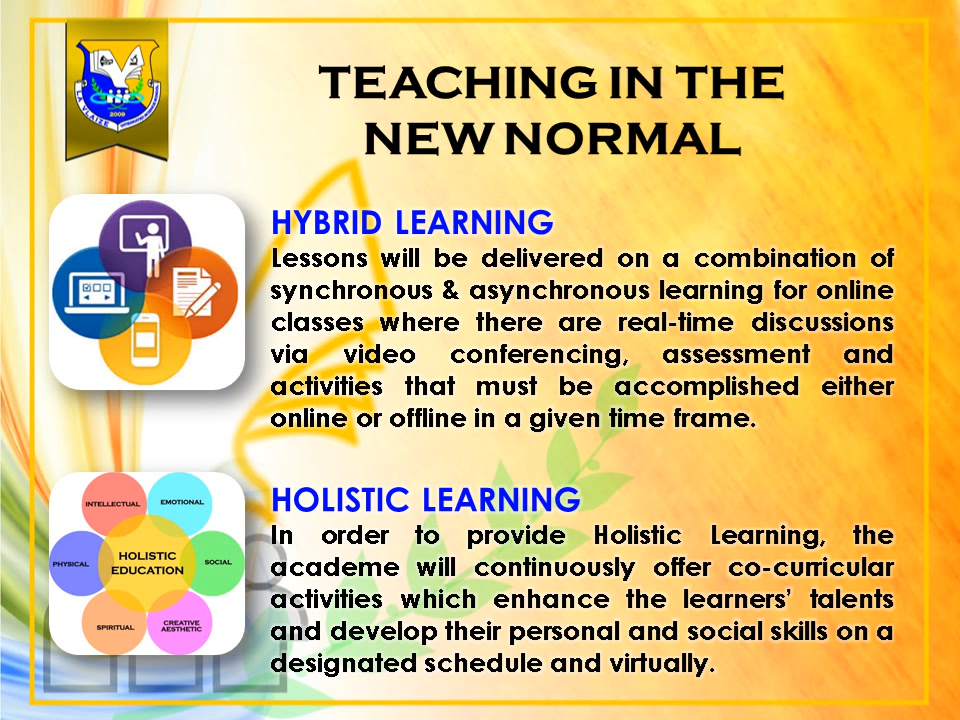 LA VLAIZE
2009
TEACHING IN THE
NEW NORMAL
HYBRID LEARNING
Lessons will be delivered on a combination of
synchronous & asynchronous learning for online
classes where there are real-time discussions
via video conferencing, assessment and
activities that must be accomplished either
online or offline in a given time frame.
HOLISTIC LEARNING
In order to provide Holistic Learning, the
academe will continuously offer co-curricular
activities which enhance the learners’ talents
and develop their personal and social skills on a
designated schedule and virtually.
INTELLECTUAL
EMOTIONAL
PHYSICAL
HOLISTIC
EDUCATION
SOCIAL
SPIRITUAL
CREATIVE
AESTHETIC